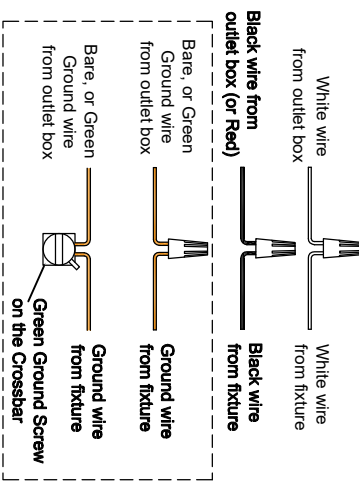 White wire
from outlet box
White wire
from fixture
Black wire from
outlet box (or Red)
Black wire
from fixture
Bare, or Green
Ground wire
from outlet box
Ground wire
from fixture
Bare, or Green
Ground wire
from outlet box
Ground wire
from fixture
Green Ground Screw
on the Crossbar